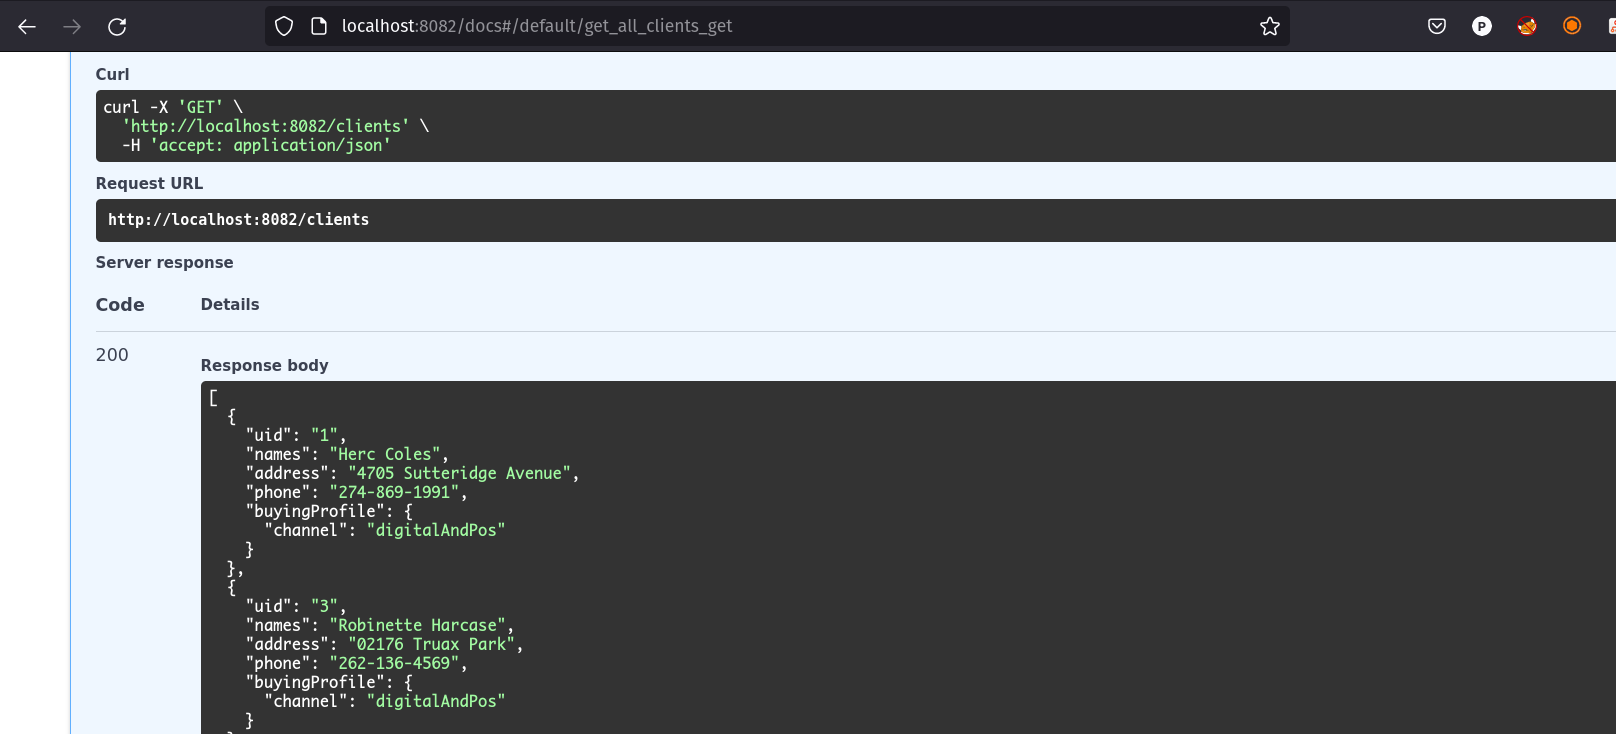 localhost:8082/docs#/default/get_all_clients_get
P
Curl
curl -X 'GET' \
'http://localhost:8082/clients' \
-H 'accept: application/json'
Request URL
http://localhost:8082/clients
Server response
Code Details
200
Response body
[
{
"uid": "1",
"names": "Herc Coles",
"address": "4705 Sutteridge Avenue",
"phone": "274-869-1991",
"buyingProfile": {
"channel": "digitalAndPos"
}
},
{
"uid": "3",
"names": "Robinette Harcase",
"address": "02176 Truax Park",
"phone": "262-136-4569",
"buyingProfile": {
"channel": "digitalAndPos"
}